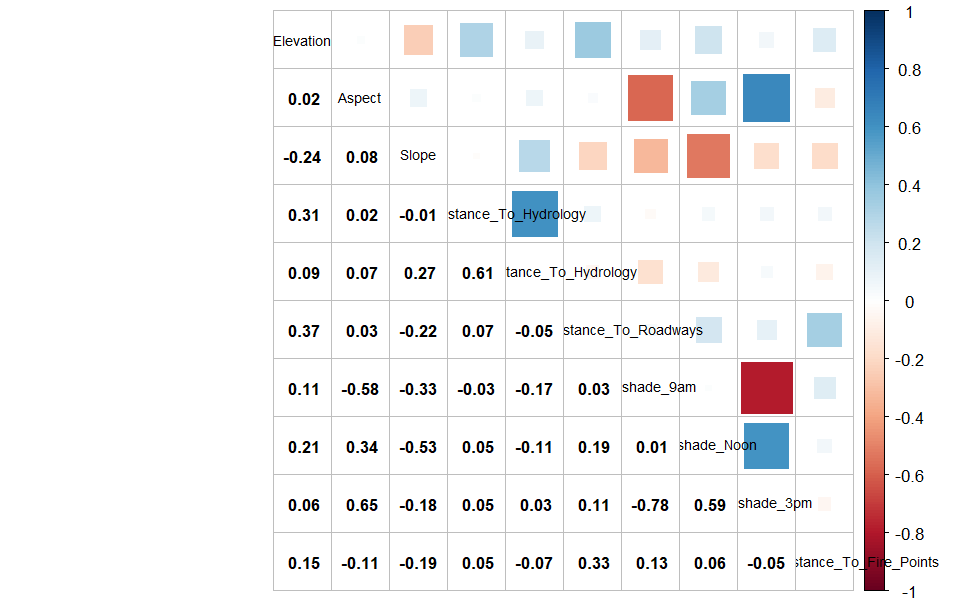 1
Elevation
0.8
0.02 Aspect
0.6
-0.24 0.08 Slope
0.4
0.31 0.02 -0.01 stance_To_Hydrology
0.2
0.09 0.07 0.27 0.61 tance_To_Hydrology
0
0.37 0.03 -0.22 0.07 -0.05 stance_To_Roadways
-0.2
0.11 -0.58 -0.33 -0.03 -0.17 0.03 shade_9am
-0.4
0.21 0.34 -0.53 0.05 -0.11 0.19 0.01 shade_Noon
-0.6
0.06 0.65 -0.18 0.05 0.03 0.11 -0.78 0.59 shade_3pm
-0.8
0.15 -0.11 -0.19 0.05 -0.07 0.33 0.13 0.06 -0.05 stance_To_Fire_Points
-1